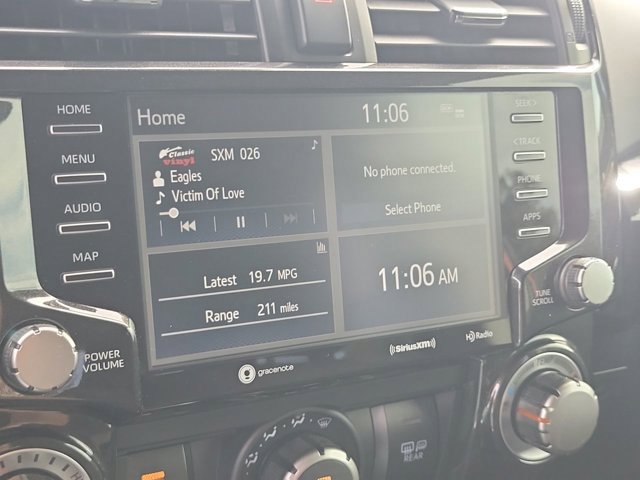 HOME
MENU
AUDIO
MAP
POWER
VOLUME
Home
11:06
Classic
vinyl
SXM 026
Eagles
Victim Of Love
No phone connected.
Select Phone
Latest 19.7 MPG
Range 211 miles
11:06 AM
SEEK >
< TRACK
PHONE
APPS
TUNE
SCROLL
gracenote
SiriusXM
HD Radio
REAR